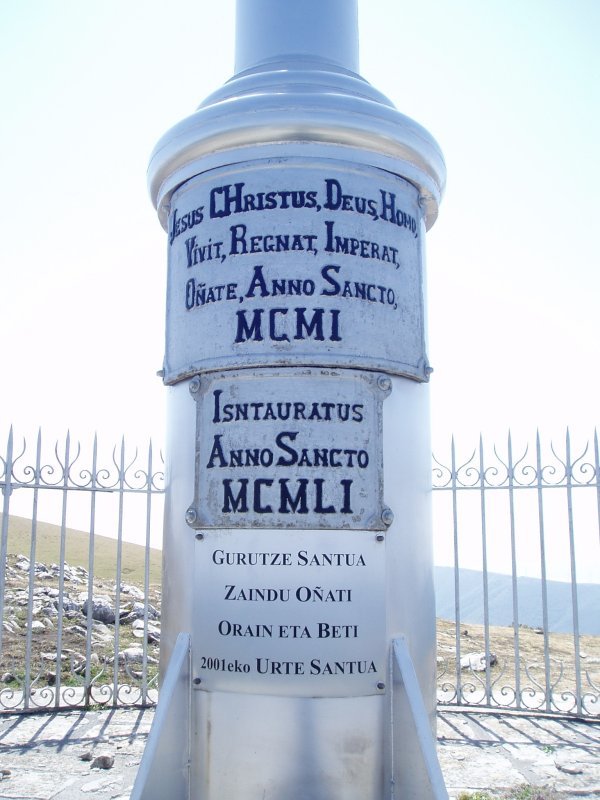 Jesus CHristus, Deus, Homo,
Vivit, Regnat, Imperat,
Oñate, Anno Sancto,
MCMI
Isntauratus
Anno Sancto
MCMLI
Gurutze Santua
Zaindu Oñati
Orain eta Beti
2001eko Urte Santua